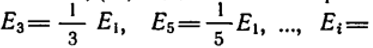 E₃ = 1/3 E₁, E₅ = 1/5 E₁, ..., Eᵢ =